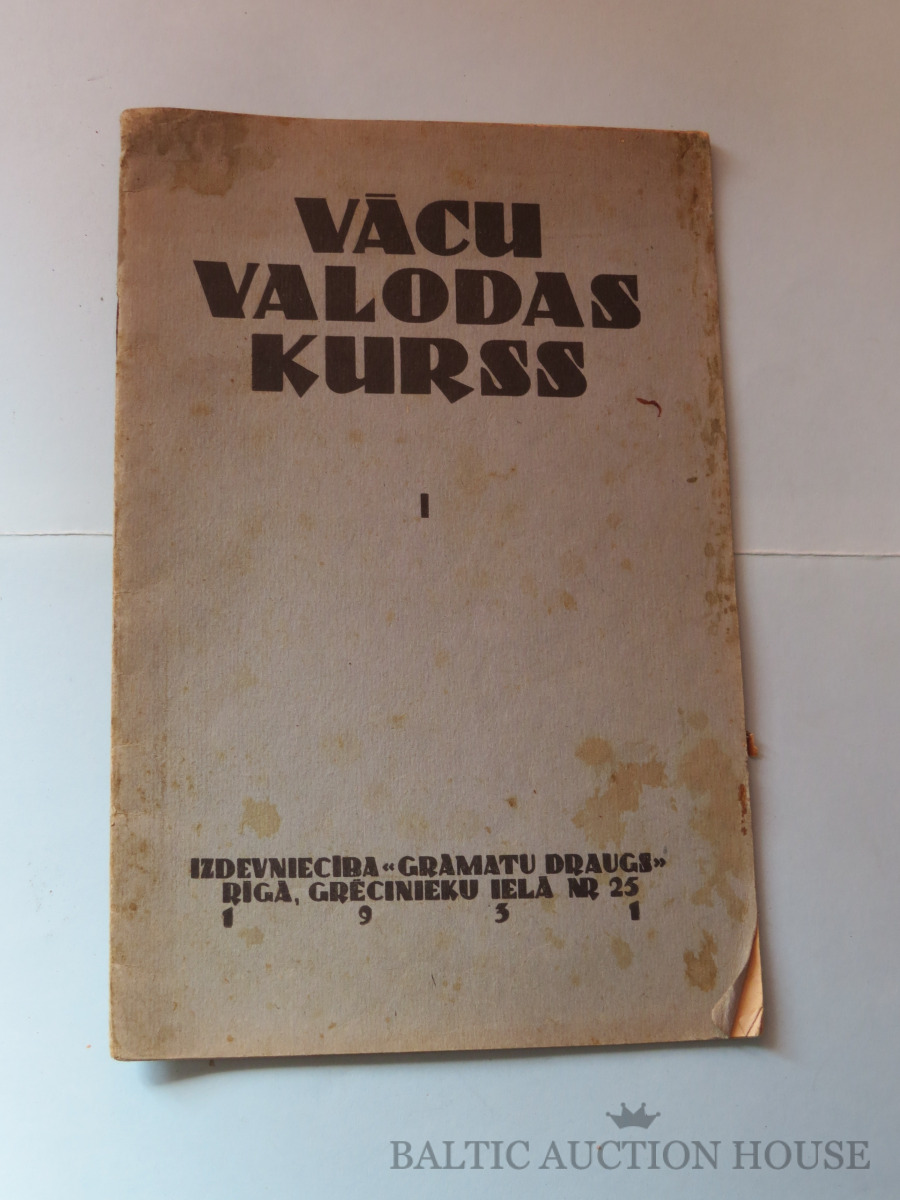 VĀCU
VALODAS
KURSS
I
IZDEVNIECĪBA «GRĀMATU DRAUGS»
RĪGĀ, GRĒCINIEKU IELĀ NR 25
1 9 3 1
BALTIC AUCTION HOUSE